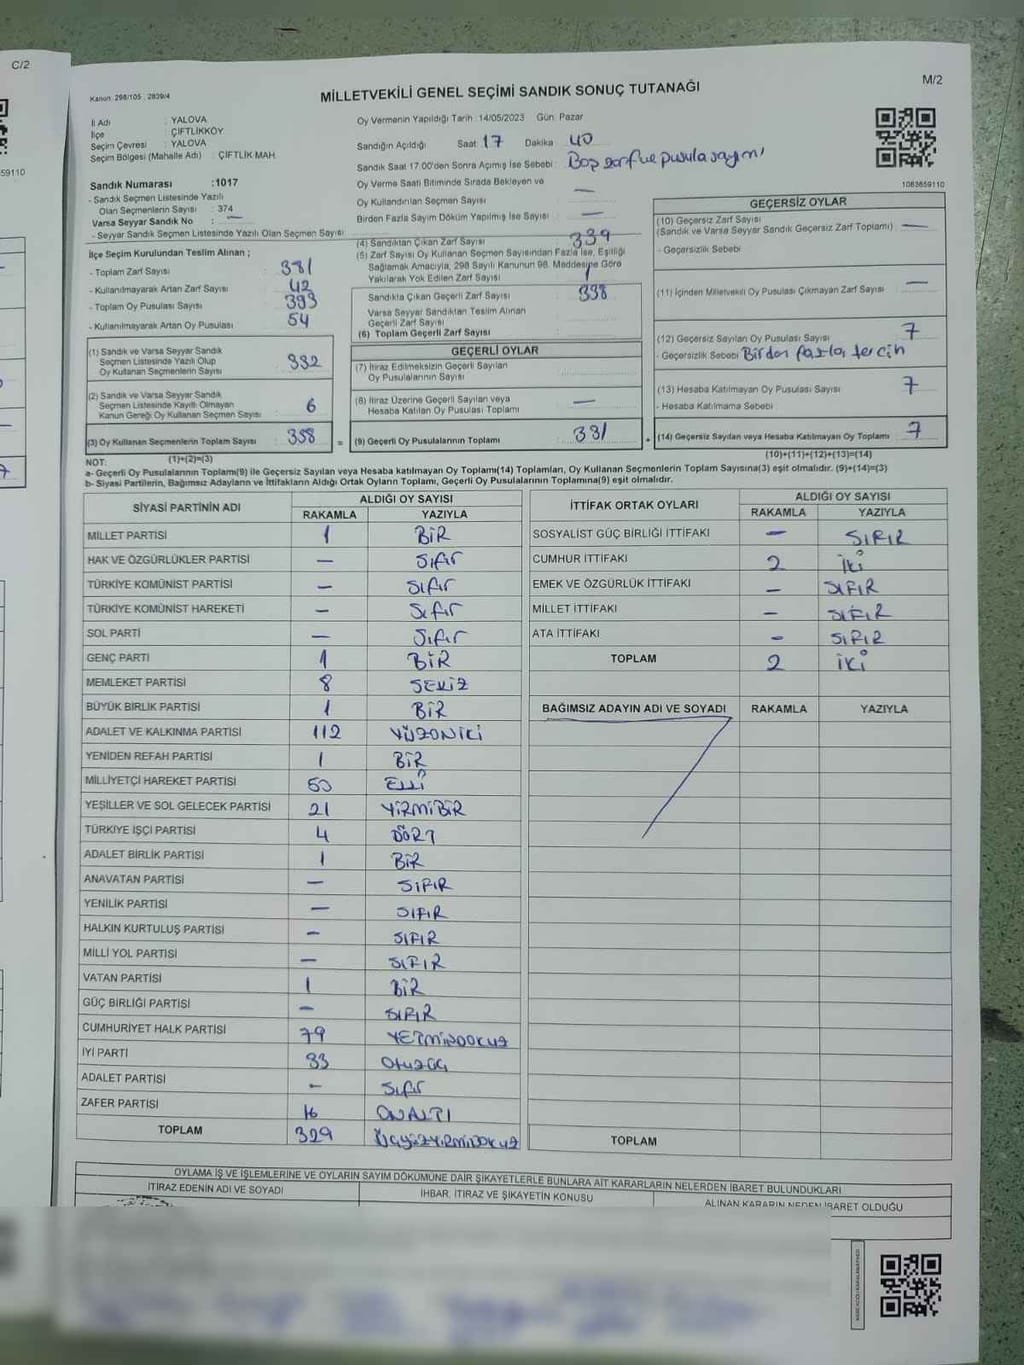 C/2
M/2
Kanun: 298/105 , 2839/4
MİLLETVEKİLİ GENEL SEÇİMİ SANDIK SONUÇ TUTANAĞI
İl Adı : YALOVA
İlçe : ÇİFTLİKKÖY
Seçim Çevresi : YALOVA
Seçim Bölgesi (Mahalle Adı) : ÇİFTLİK MAH.
Oy Vermenin Yapıldığı Tarih : 14/05/2023 Gün: Pazar
Sandığın Açıldığı Saat 17 Dakika 40
Sandık Saat 17:00'den Sonra Açımış İse Sebebi : Boş zarf ve pusula sayımı
59110
1083659110
Sandık Numarası : 1017
- Sandık Seçmen Listesinde Yazılı
Olan Seçmenlerin Sayısı : 374
Varsa Seyyar Sandık No : —
- Seyyar Sandık Seçmen Listesinde Yazılı Olan Seçmen Sayısı :
Oy Verme Saati Bitiminde Sırada Bekleyen ve
Oy Kullandırılan Seçmen Sayısı —
Birden Fazla Sayım Döküm Yapılmış İse Sayısı —
İlçe Seçim Kurulundan Teslim Alınan ;
- Toplam Zarf Sayısı : 381
- Kullanılmayarak Artan Zarf Sayısı : 42
- Toplam Oy Pusulası Sayısı : 393
- Kullanılmayarak Artan Oy Pusulası : 54
(4) Sandıktan Çıkan Zarf Sayısı 339
(5) Zarf Sayısı Oy Kullanan Seçmen Sayısından Fazla İse, Eşitliği
Sağlamak Amacıyla, 298 Sayılı Kanunun 98. Maddesine Göre
Yakılarak Yok Edilen Zarf Sayısı 1
Sandıkta Çıkan Geçerli Zarf Sayısı 338
Varsa Seyyar Sandıktan Teslim Alınan
Geçerli Zarf Sayısı
(6) Toplam Geçerli Zarf Sayısı
GEÇERSİZ OYLAR
(10) Geçersiz Zarf Sayısı
(Sandık ve Varsa Seyyar Sandık Geçersiz Zarf Toplamı) —
- Geçersizlik Sebebi :
(11) İçinden Milletvekili Oy Pusulası Çıkmayan Zarf Sayısı —
(12) Geçersiz Sayılan Oy Pusulası Sayısı 7
- Geçersizlik Sebebi Birden fazla tercih
(13) Hesaba Katılmayan Oy Pusulası Sayısı 7
- Hesaba Katılmama Sebebi
(14) Geçersiz Sayılan veya Hesaba Katılmayan Oy Toplamı 7
(10)+(11)+(12)+(13)=(14)
(1) Sandık ve Varsa Seyyar Sandık
Seçmen Listesinde Yazılı Olup
Oy Kullanan Seçmenlerin Sayısı 332
(2) Sandık ve Varsa Seyyar Sandık
Seçmen Listesinde Kayıtlı Olmayan
Kanun Gereği Oy Kullanan Seçmen Sayısı 6
(3) Oy Kullanan Seçmenlerin Toplam Sayısı 338
(1)+(2)=(3)
GEÇERLİ OYLAR
(7) İtiraz Edilmeksizin Geçerli Sayılan
Oy Pusulalarının Sayısı
(8) İtiraz Üzerine Geçerli Sayılan veya
Hesaba Katılan Oy Pusulası Toplamı —
= (9) Geçerli Oy Pusulalarının Toplamı 331 +
NOT:
a- Geçerli Oy Pusulalarının Toplamı(9) ile Geçersiz Sayılan veya Hesaba katılmayan Oy Toplamı(14) Toplamları, Oy Kullanan Seçmenlerin Toplam Sayısına(3) eşit olmalıdır. (9)+(14)=(3)
b- Siyasi Partilerin, Bağımsız Adayların ve İttifakların Aldığı Ortak Oyların Toplamı, Geçerli Oy Pusulalarının Toplamına(9) eşit olmalıdır.
SİYASİ PARTİNİN ADI ALDIĞI OY SAYISI
RAKAMLA YAZIYLA
MİLLET PARTİSİ 1 BİR
HAK VE ÖZGÜRLÜKLER PARTİSİ — Sıfır
TÜRKİYE KOMÜNİST PARTİSİ — Sıfır
TÜRKİYE KOMÜNİST HAREKETİ — Sıfır
SOL PARTİ — Sıfır
GENÇ PARTİ 1 BİR
MEMLEKET PARTİSİ 8 SEKİZ
BÜYÜK BİRLİK PARTİSİ 1 BİR
ADALET VE KALKINMA PARTİSİ 112 YÜZONİKİ
YENİDEN REFAH PARTİSİ 1 BİR
MİLLİYETÇİ HAREKET PARTİSİ 50 ELLİ
YEŞİLLER VE SOL GELECEK PARTİSİ 21 YİRMİBİR
TÜRKİYE İŞÇİ PARTİSİ 4 DÖRT
ADALET BİRLİK PARTİSİ 1 BİR
ANAVATAN PARTİSİ — SIFIR
YENİLİK PARTİSİ — SIFIR
HALKIN KURTULUŞ PARTİSİ — SIFIR
MİLLİ YOL PARTİSİ — SIFIR
VATAN PARTİSİ 1 BİR
GÜÇ BİRLİĞİ PARTİSİ — SIFIR
CUMHURİYET HALK PARTİSİ 79 YETMİŞDOKUZ
İYİ PARTİ 33 OTUZÜÇ
ADALET PARTİSİ — Sıfır
ZAFER PARTİSİ 16 ONALTI
TOPLAM 329 ÜÇYÜZYİRMİDOKUZ
İTTİFAK ORTAK OYLARI ALDIĞI OY SAYISI
RAKAMLA YAZIYLA
SOSYALİST GÜÇ BİRLİĞİ İTTİFAKI — SIFIR
CUMHUR İTTİFAKI 2 İKİ
EMEK VE ÖZGÜRLÜK İTTİFAKI — SIFIR
MİLLET İTTİFAKI — SIFIR
ATA İTTİFAKI — SIFIR
TOPLAM 2 İKİ
BAĞIMSIZ ADAYIN ADI VE SOYADI RAKAMLA YAZIYLA
TOPLAM
OYLAMA İŞ VE İŞLEMLERİNE VE OYLARIN SAYIM DÖKÜMÜNE DAİR ŞİKAYETLERLE BUNLARA AİT KARARLARIN NELERDEN İBARET BULUNDUKLARI
İTİRAZ EDENİN ADI VE SOYADI İHBAR, İTİRAZ VE ŞİKAYETİN KONUSU ALINAN KARARIN NEDEN İBARET OLDUĞU